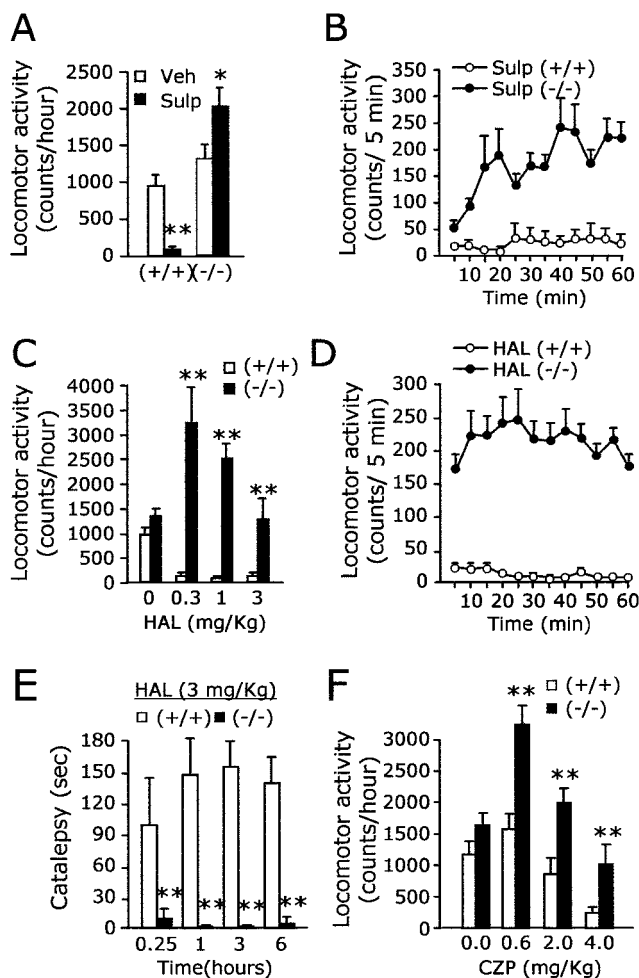 A
Locomotor activity
(counts/hour)
2500
2000
1500
1000
500
0
Veh
Sulp
*
**
(+/+)(-/-)
B
Locomotor activity
(counts/ 5 min)
Sulp (+/+)
Sulp (-/-)
350
300
250
200
150
100
50
0
10 20 30 40 50 60
Time (min)
C
Locomotor activity
(counts/hour)
(+/+)
(-/-)
4000
3500
3000
2500
2000
1500
1000
500
0
**
**
**
0 0.3 1 3
HAL (mg/Kg)
D
Locomotor activity
(counts/ 5 min)
HAL (+/+)
HAL (-/-)
350
300
250
200
150
100
50
0
10 20 30 40 50 60
Time (min)
E
HAL (3 mg/Kg)
(+/+) (-/-)
Catalepsy (sec)
180
150
120
90
60
30
0
** ** ** **
0.25 1 3 6
Time(hours)
F
Locomotor activity
(counts/hour)
(+/+)
(-/-)
3000
2500
2000
1500
1000
500
0
**
**
**
0.0 0.6 2.0 4.0
CZP (mg/Kg)